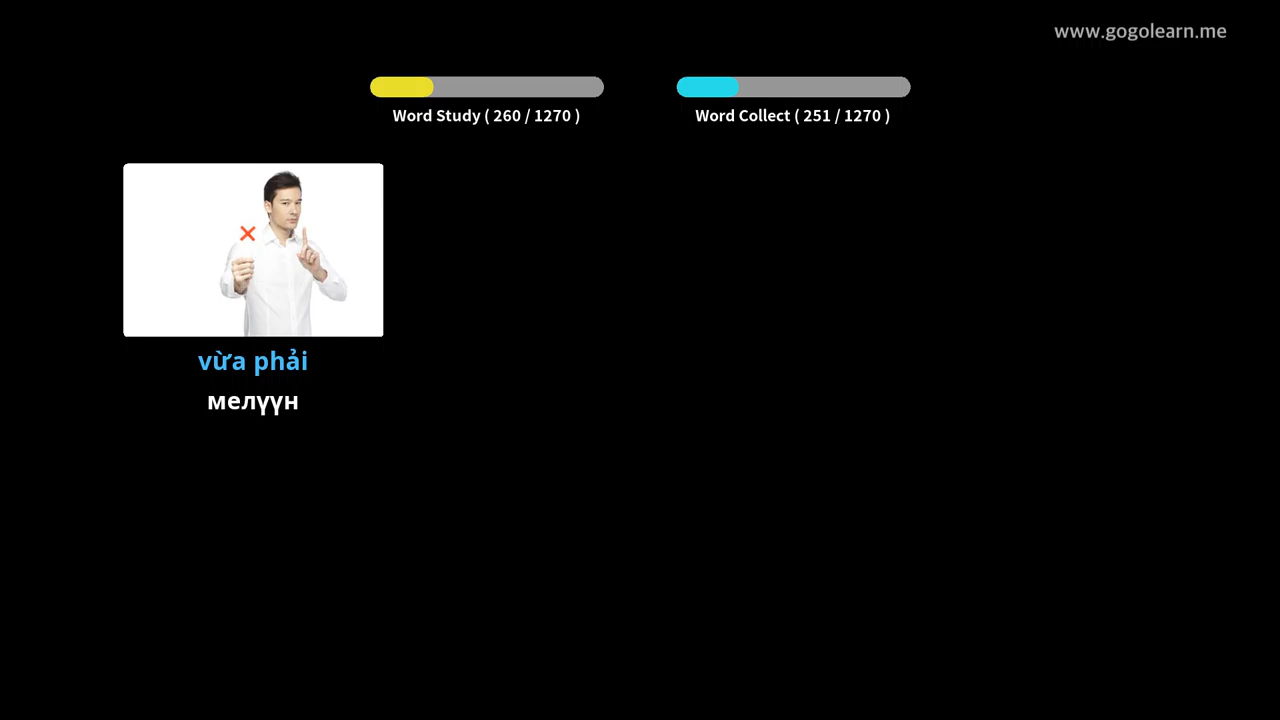 www.gogolearn.me
Word Study ( 260 / 1270 )
Word Collect ( 251 / 1270 )
vừa phải
мелүүн